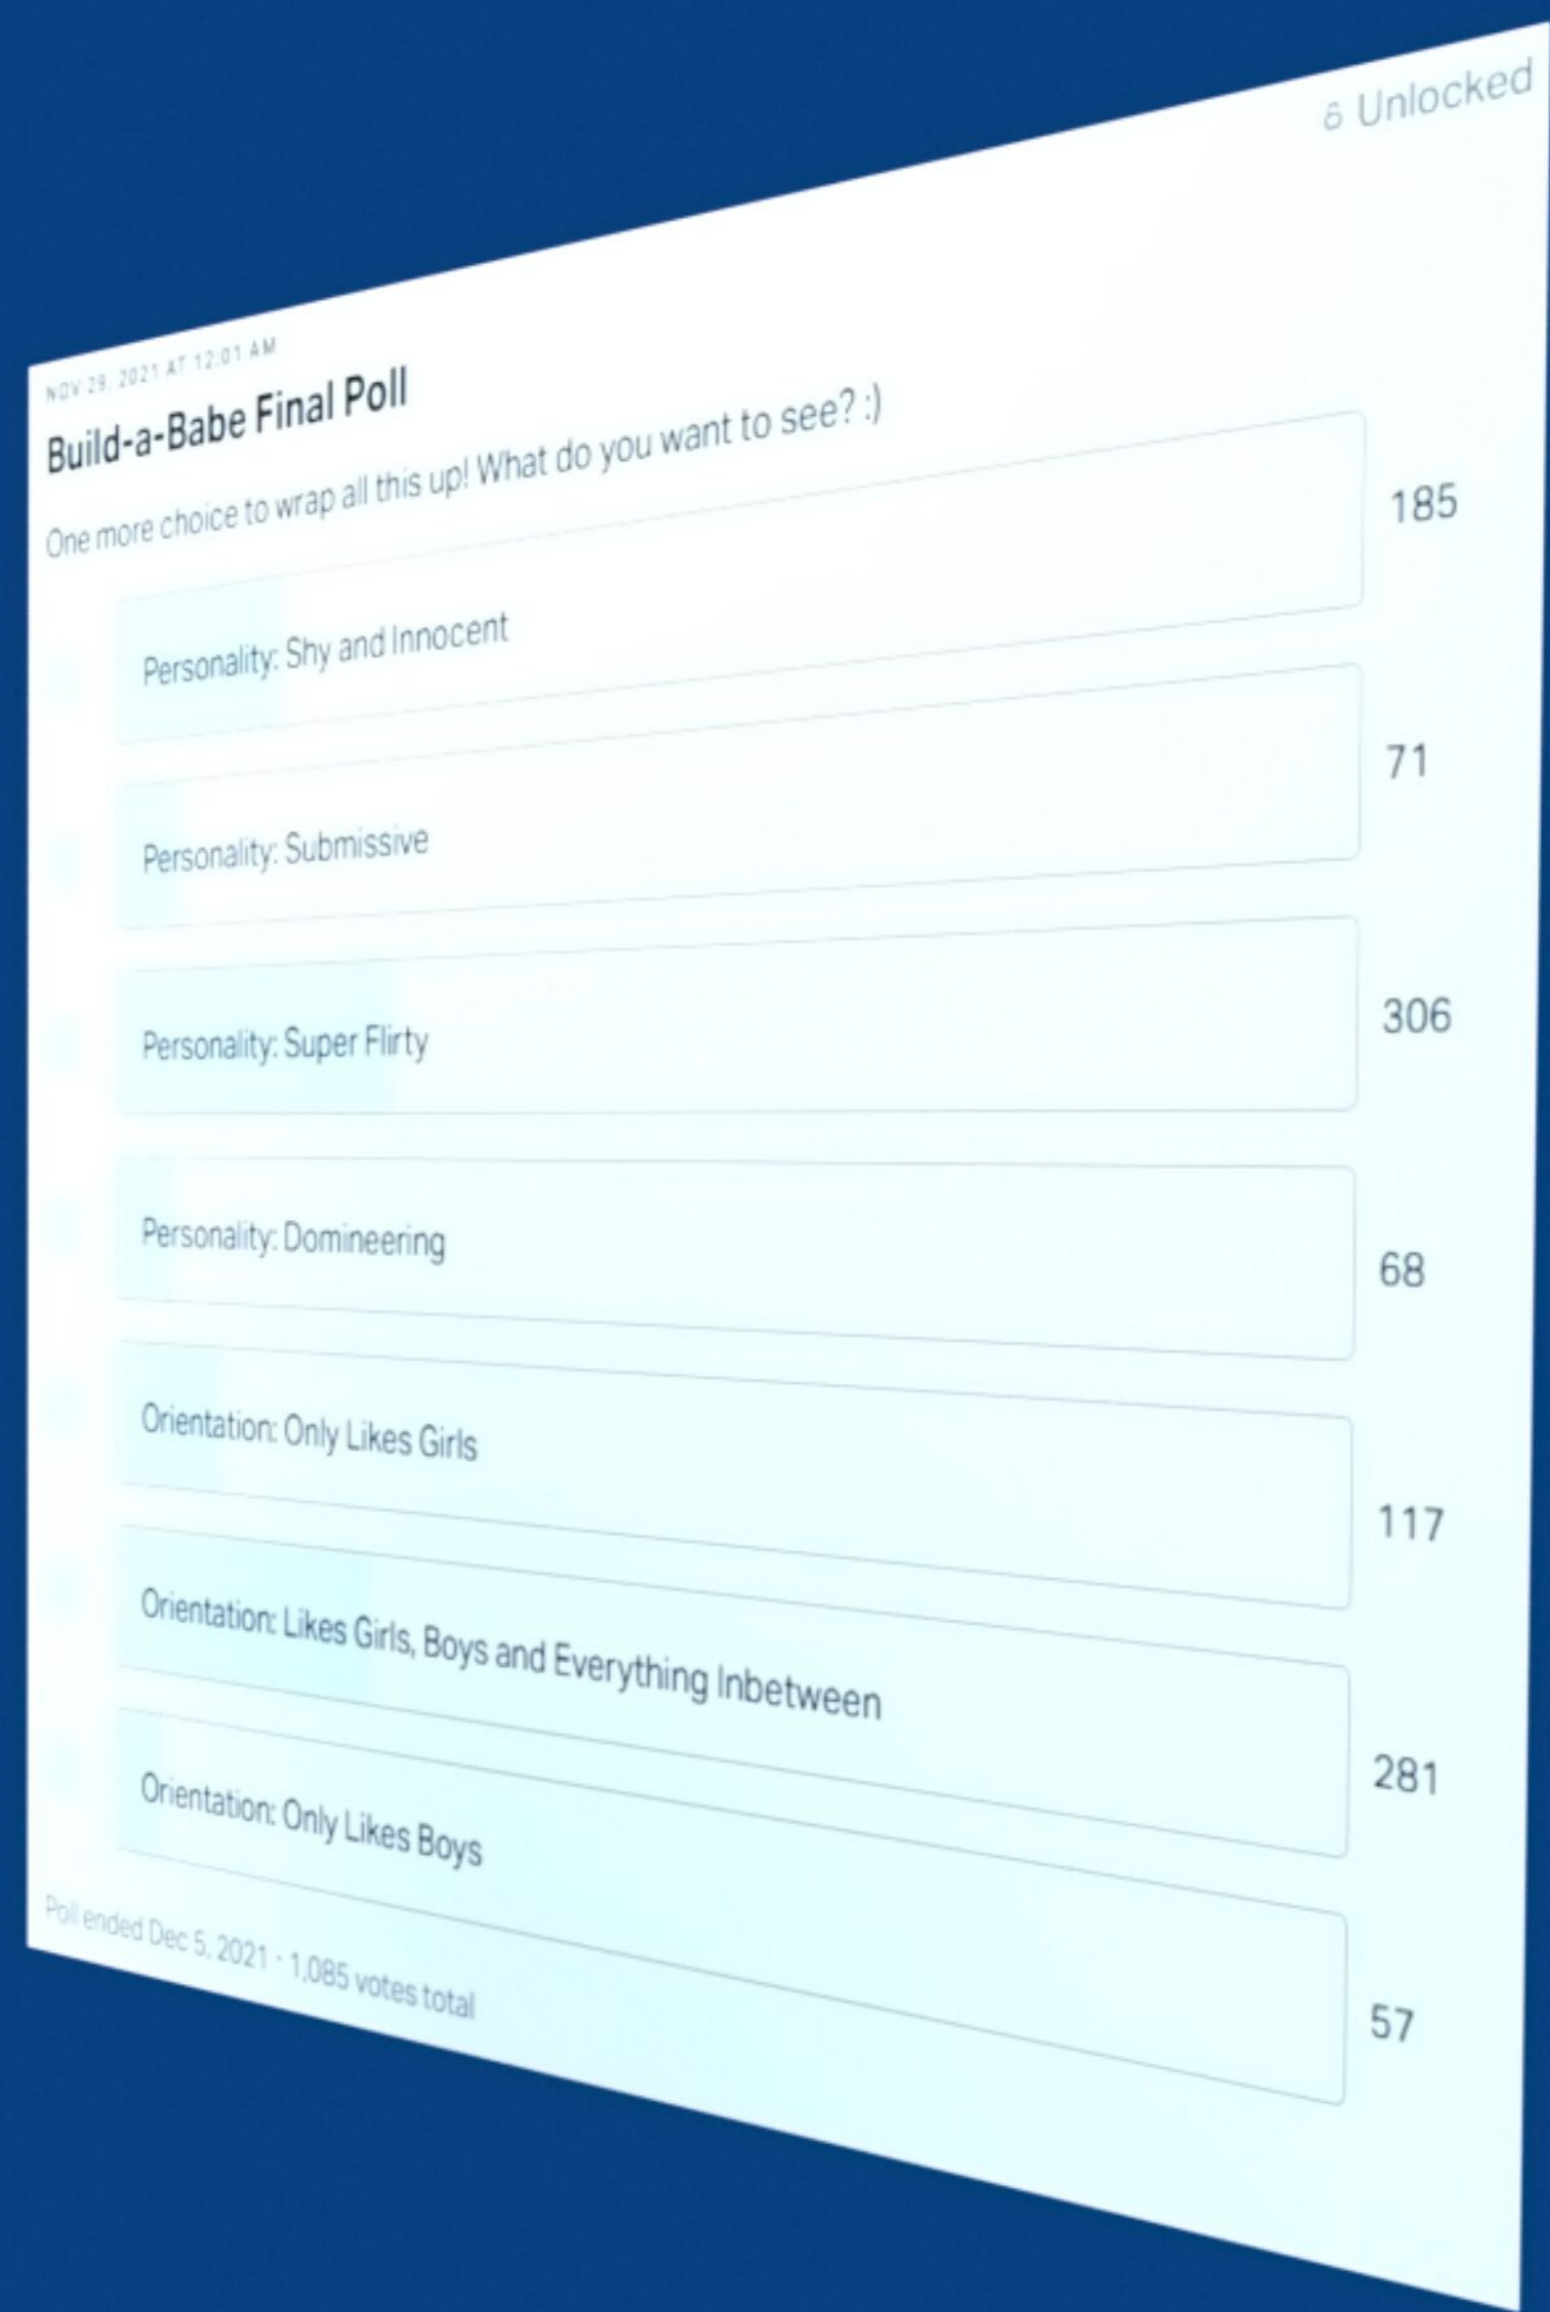 Unlocked
NOV 29, 2021 AT 12:01 AM
Build-a-Babe Final Poll
One more choice to wrap all this up! What do you want to see? :)
Personality: Shy and Innocent
185
Personality: Submissive
71
Personality: Super Flirty
306
Personality: Domineering
68
Orientation: Only Likes Girls
117
Orientation: Likes Girls, Boys and Everything Inbetween
281
Orientation: Only Likes Boys
57
Poll ended Dec 5, 2021 · 1,085 votes total